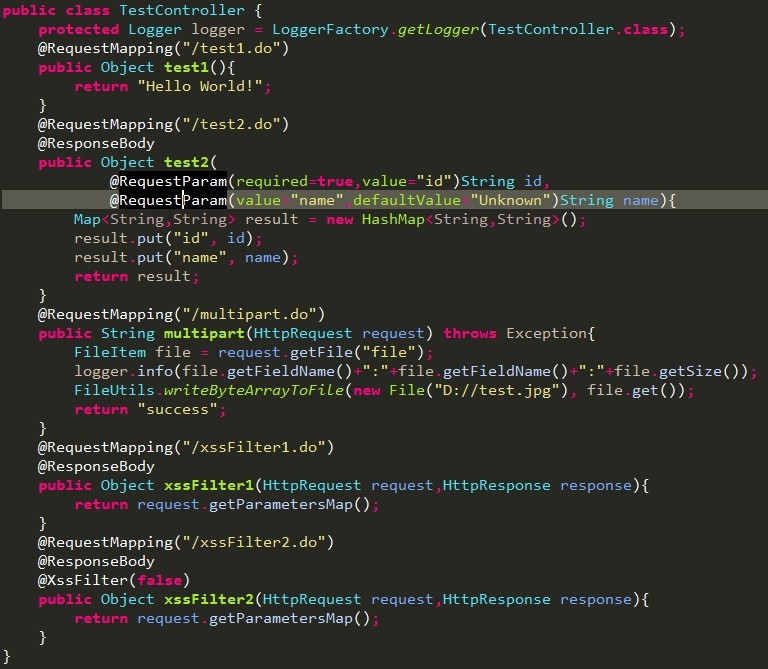 public class TestController {
    protected Logger logger = LoggerFactory.getLogger(TestController.class);
    @RequestMapping("/test1.do")
    public Object test1(){
        return "Hello World!";
    }
    @RequestMapping("/test2.do")
    @ResponseBody
    public Object test2(
            @RequestParam(required=true,value="id")String id,
            @RequestParam(value="name",defaultValue="Unknown")String name){
        Map<String,String> result = new HashMap<String,String>();
        result.put("id", id);
        result.put("name", name);
        return result;
    }
    @RequestMapping("/multipart.do")
    public String multipart(HttpRequest request) throws Exception{
        FileItem file = request.getFile("file");
        logger.info(file.getFieldName()+":"+file.getFieldName()+":"+file.getSize());
        FileUtils.writeByteArrayToFile(new File("D://test.jpg"), file.get());
        return "success";
    }
    @RequestMapping("/xssFilter1.do")
    @ResponseBody
    public Object xssFilter1(HttpRequest request,HttpResponse response){
        return request.getParametersMap();
    }
    @RequestMapping("/xssFilter2.do")
    @ResponseBody
    @XssFilter(false)
    public Object xssFilter2(HttpRequest request,HttpResponse response){
        return request.getParametersMap();
    }
}